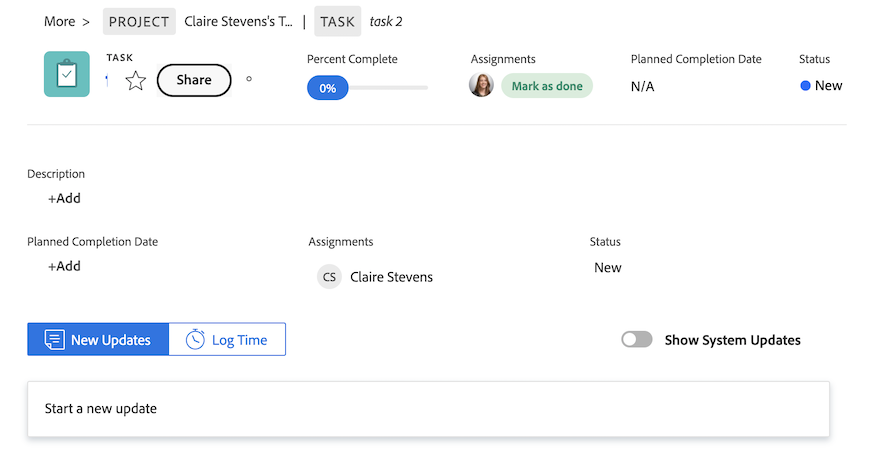 More > PROJECT Claire Stevens's T... | TASK task 2
TASK
Share
Percent Complete
0%
Assignments
Mark as done
Planned Completion Date
N/A
Status
New
Description
+Add
Planned Completion Date
+Add
Assignments
CS Claire Stevens
Status
New
New Updates
Log Time
Show System Updates
Start a new update